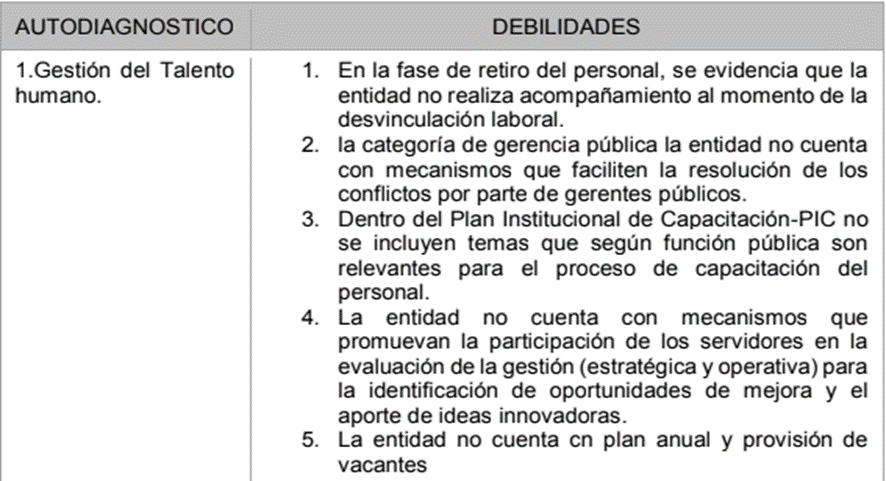 AUTODIAGNOSTICO
DEBILIDADES
1.Gestión del Talento
humano.
1. En la fase de retiro del personal, se evidencia que la
entidad no realiza acompañamiento al momento de la
desvinculación laboral.
2. la categoría de gerencia pública la entidad no cuenta
con mecanismos que faciliten la resolución de los
conflictos por parte de gerentes públicos.
3. Dentro del Plan Institucional de Capacitación-PIC no
se incluyen temas que según función pública son
relevantes para el proceso de capacitación del
personal.
4. La entidad no cuenta con mecanismos que
promuevan la participación de los servidores en la
evaluación de la gestión (estratégica y operativa) para
la identificación de oportunidades de mejora y el
aporte de ideas innovadoras.
5. La entidad no cuenta cn plan anual y provisión de
vacantes